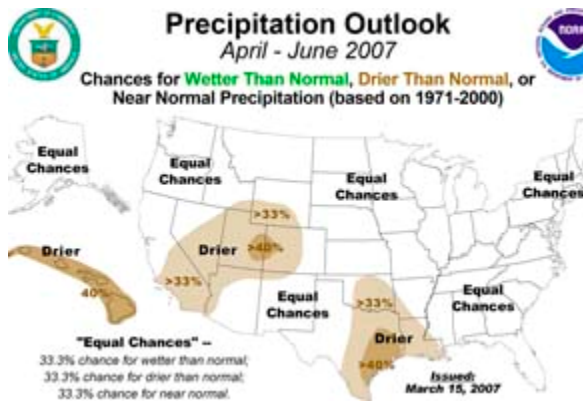 Precipitation Outlook
April - June 2007
Chances for Wetter Than Normal, Drier Than Normal, or
Near Normal Precipitation (based on 1971-2000)
NOAA
Equal
Chances
Equal
Chances
Equal
Chances
Equal
Chances
>33%
Drier
>40%
Drier
>33%
40%
Equal
Chances
>33%
Equal
Chances
Drier
>40%
"Equal Chances" --
33.3% chance for wetter than normal;
33.3% chance for drier than normal;
33.3% chance for near normal.
Issued:
March 15, 2007